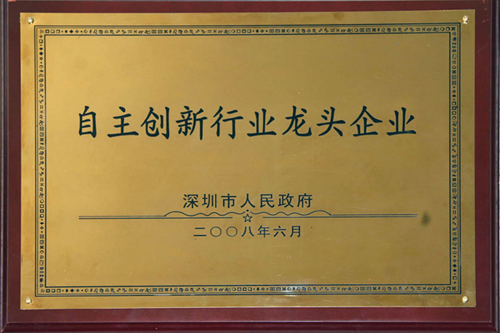 自主创新行业龙头企业
深圳市人民政府
二〇〇八年六月